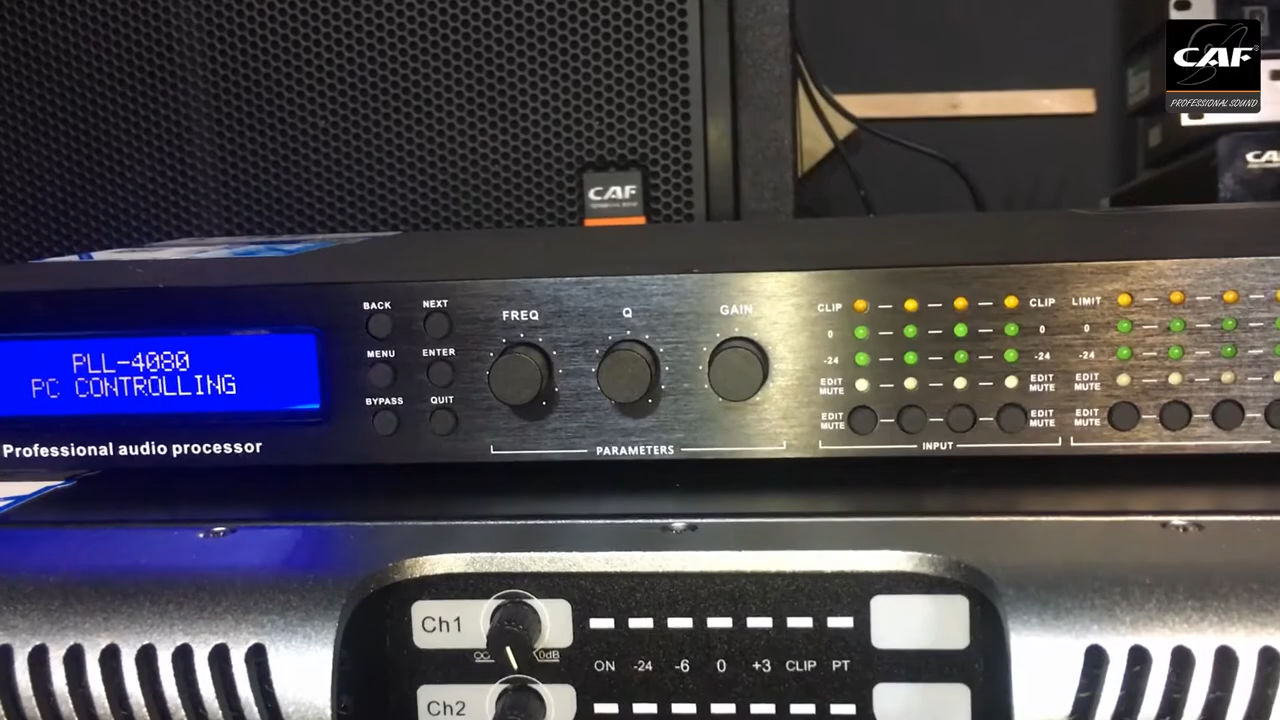 CAF
PROFESSIONAL SOUND
CAF
CA
PLL-4080
PC CONTROLLING
Professional audio processor
BACK
NEXT
MENU
ENTER
BYPASS
QUIT
FREQ
Q
GAIN
PARAMETERS
CLIP
CLIP
0
0
-24
-24
EDIT
MUTE
EDIT
MUTE
EDIT
MUTE
EDIT
MUTE
INPUT
LIMIT
0
-24
EDIT
MUTE
EDIT
MUTE
Ch1
∞
0dB
ON -24 -6 0 +3 CLIP PT
Ch2